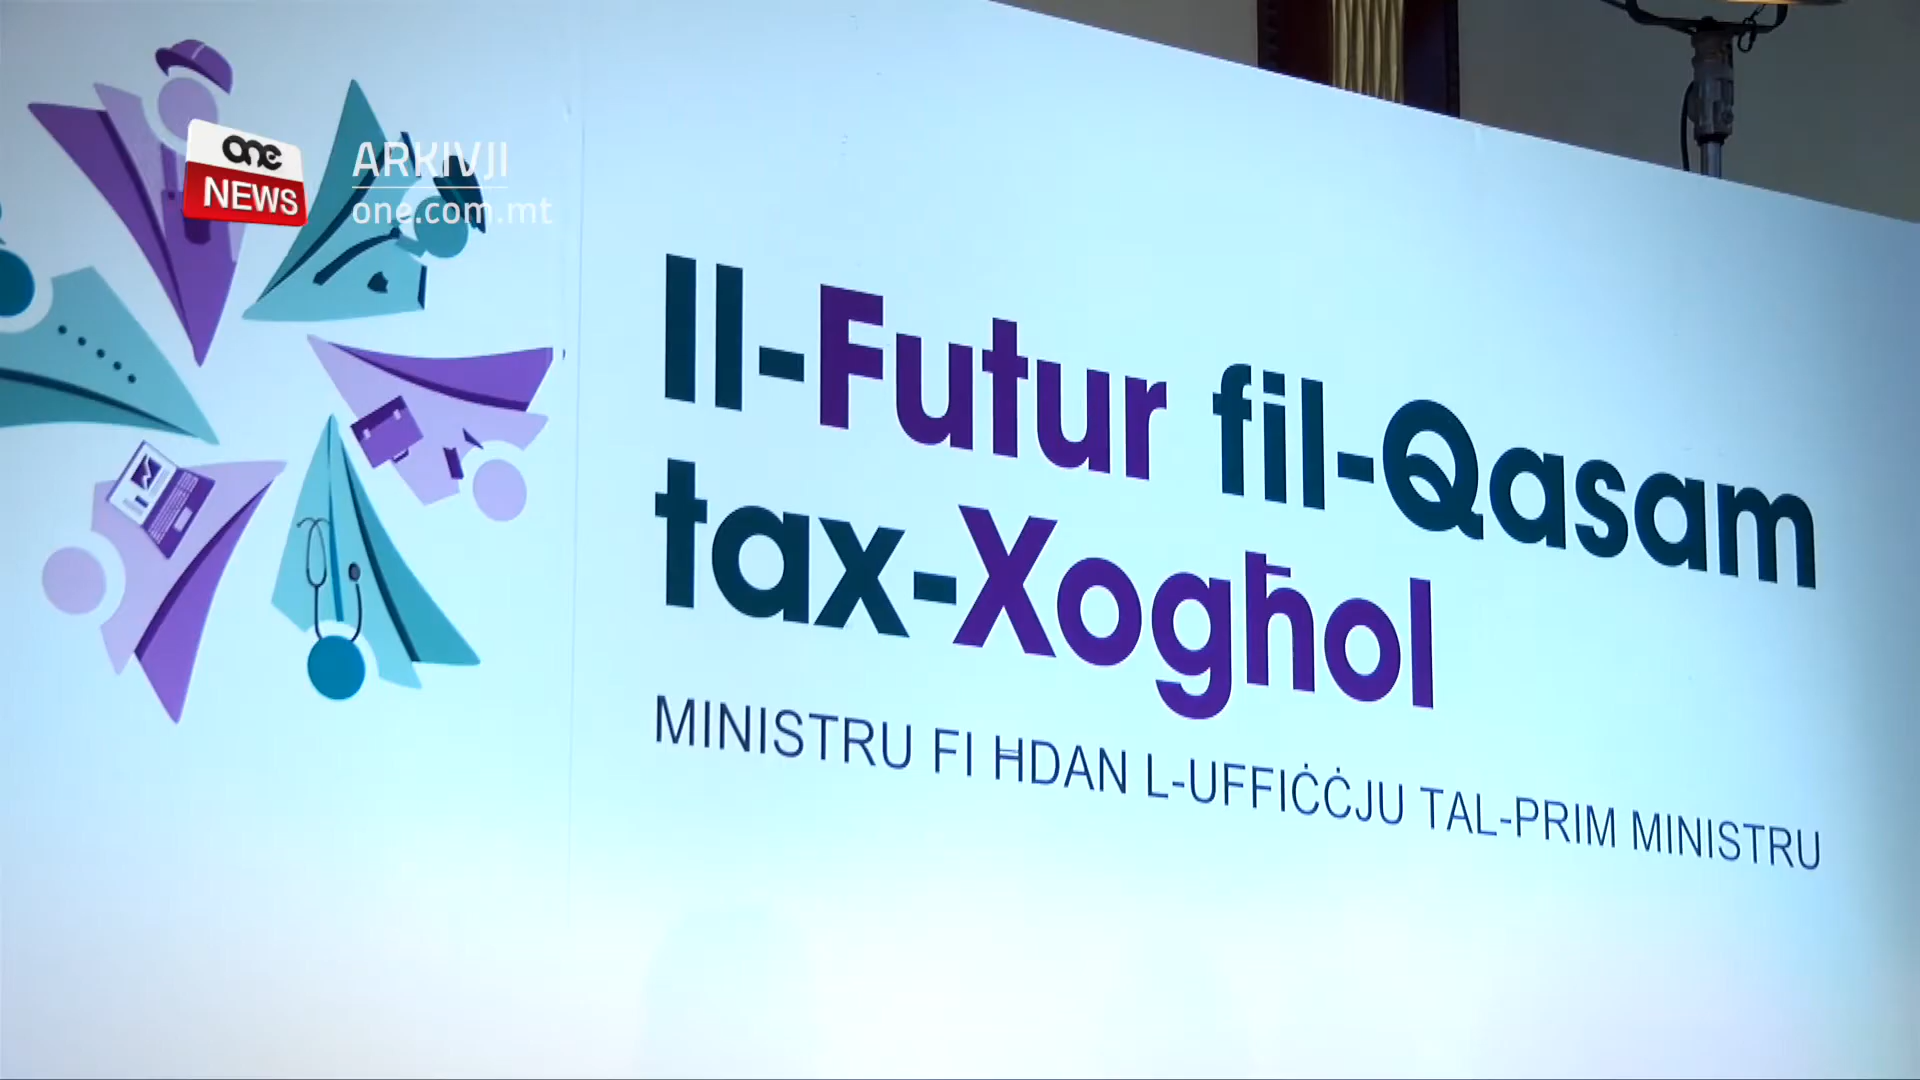 one
NEWS
ARKIVJI
one.com.mt
Il-Futur fil-Qasam
tax-Xogħol
MINISTRU FI ĦDAN L-UFFIĊĊJU TAL-PRIM MINISTRU